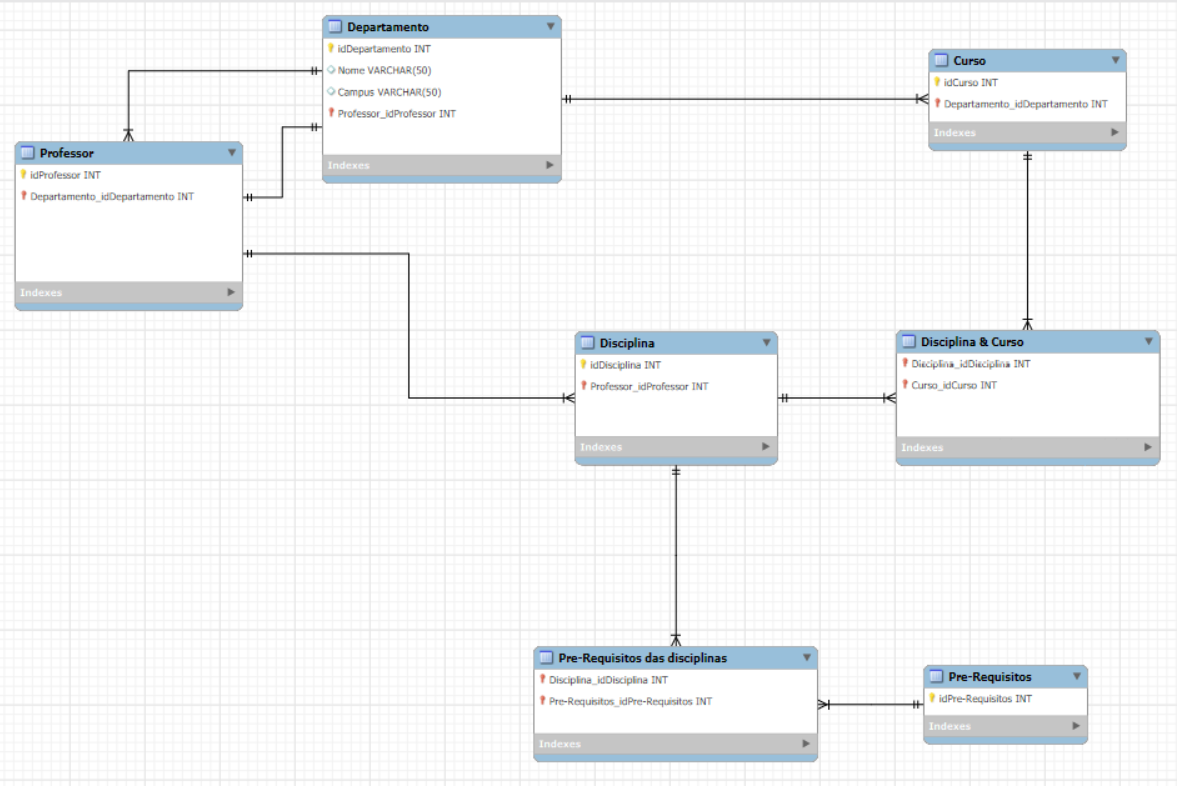 Departamento
idDepartamento INT
Nome VARCHAR(50)
Campus VARCHAR(50)
Professor_idProfessor INT
Indexes
Curso
idCurso INT
Departamento_idDepartamento INT
Indexes
Professor
idProfessor INT
Departamento_idDepartamento INT
Indexes
Disciplina
idDisciplina INT
Professor_idProfessor INT
Indexes
Disciplina & Curso
Disciplina_idDisciplina INT
Curso_idCurso INT
Indexes
Pre-Requisitos das disciplinas
Disciplina_idDisciplina INT
Pre-Requisitos_idPre-Requisitos INT
Indexes
Pre-Requisitos
idPre-Requisitos INT
Indexes